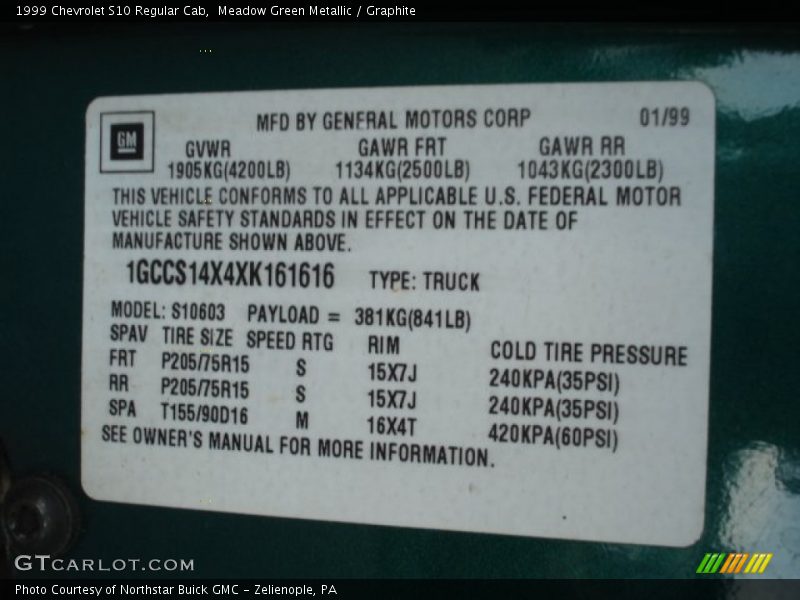 1999 Chevrolet S10 Regular Cab, Meadow Green Metallic / Graphite
GM
MFD BY GENERAL MOTORS CORP 01/99
GVWR GAWR FRT GAWR RR
1905KG(4200LB) 1134KG(2500LB) 1043KG(2300LB)
THIS VEHICLE CONFORMS TO ALL APPLICABLE U.S. FEDERAL MOTOR
VEHICLE SAFETY STANDARDS IN EFFECT ON THE DATE OF
MANUFACTURE SHOWN ABOVE.
1GCCS14X4XK161616 TYPE: TRUCK
MODEL: S10603 PAYLOAD = 381KG(841LB)
SPAV TIRE SIZE SPEED RTG RIM COLD TIRE PRESSURE
FRT P205/75R15 S 15X7J 240KPA(35PSI)
RR P205/75R15 S 15X7J 240KPA(35PSI)
SPA T155/90D16 M 16X4T 420KPA(60PSI)
SEE OWNER'S MANUAL FOR MORE INFORMATION.
GTCARLOT.COM
Photo Courtesy of Northstar Buick GMC - Zelienople, PA